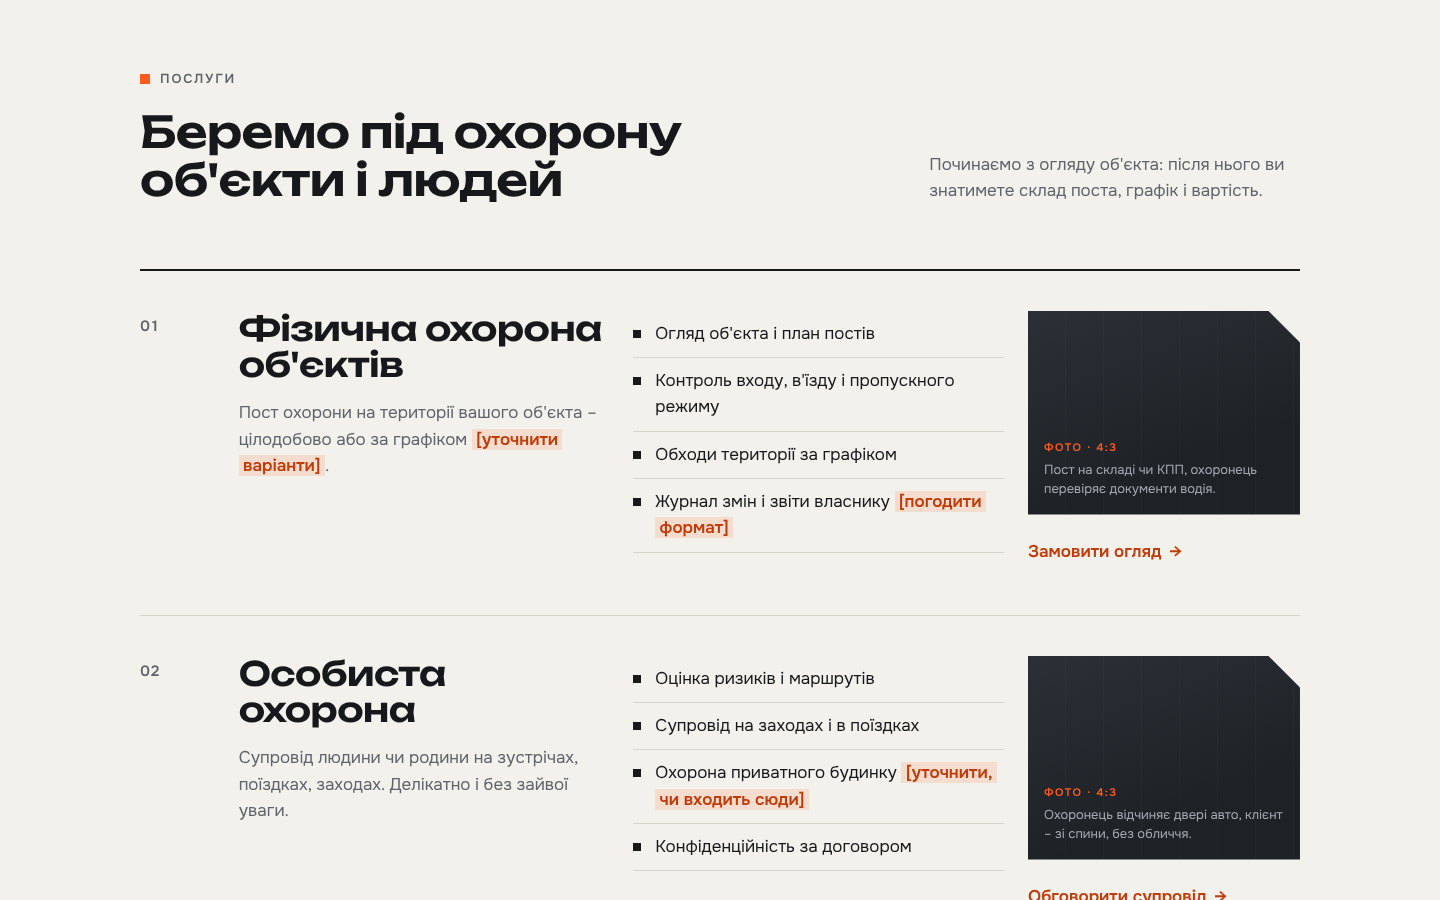 ПОСЛУГИ
Беремо під охорону
об'єкти і людей
Починаємо з огляду об'єкта: після нього ви
знатимете склад поста, графік і вартість.
01
Фізична охорона
об'єктів
Пост охорони на території вашого об'єкта –
цілодобово або за графіком [уточнити
варіанти].
Огляд об'єкта і план постів
Контроль входу, в'їзду і пропускного
режиму
Обходи території за графіком
Журнал змін і звіти власнику [погодити
формат]
ФОТО · 4:3
Пост на складі чи КПП, охоронець
перевіряє документи водія.
Замовити огляд →
02
Особиста
охорона
Супровід людини чи родини на зустрічах,
поїздках, заходах. Делікатно і без зайвої
уваги.
Оцінка ризиків і маршрутів
Супровід на заходах і в поїздках
Охорона приватного будинку [уточнити,
чи входить сюди]
Конфіденційність за договором
ФОТО · 4:3
Охоронець відчиняє двері авто, клієнт
– зі спини, без обличчя.
Обговорити супровід →